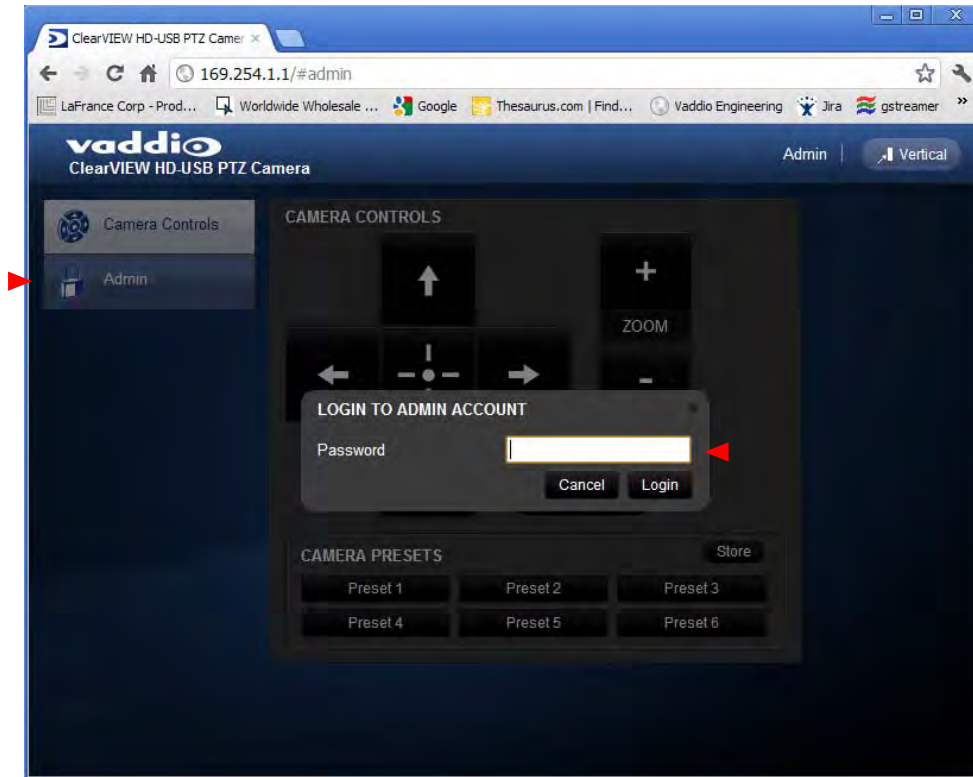 ClearVIEW HD-USB PTZ Camer
169.254.1.1/#admin
LaFrance Corp - Prod... Worldwide Wholesale ... Google Thesaurus.com | Find... Vaddio Engineering Jira gstreamer »
vaddio
ClearVIEW HD-USB PTZ Camera
Admin | Vertical
Camera Controls
Admin
CAMERA CONTROLS
+
ZOOM
-
LOGIN TO ADMIN ACCOUNT
Password
Cancel Login
CAMERA PRESETS Store
Preset 1 Preset 2 Preset 3
Preset 4 Preset 5 Preset 6